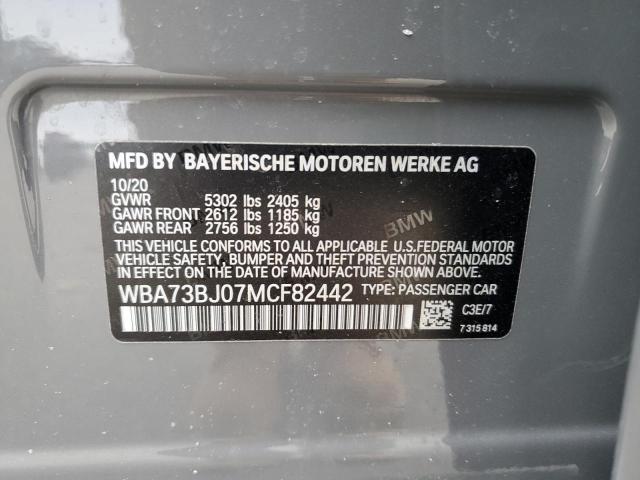 MFD BY BAYERISCHE MOTOREN WERKE AG
10/20
GVWR 5302 lbs 2405 kg
GAWR FRONT 2612 lbs 1185 kg
GAWR REAR 2756 lbs 1250 kg
THIS VEHICLE CONFORMS TO ALL APPLICABLE U.S.FEDERAL MOTOR
VEHICLE SAFETY, BUMPER AND THEFT PREVENTION STANDARDS
IN EFFECT ON THE DATE OF MANUFACTURE SHOWN ABOVE.
WBA73BJ07MCF82442 TYPE: PASSENGER CAR
C3E/7
7 315 814
BMW